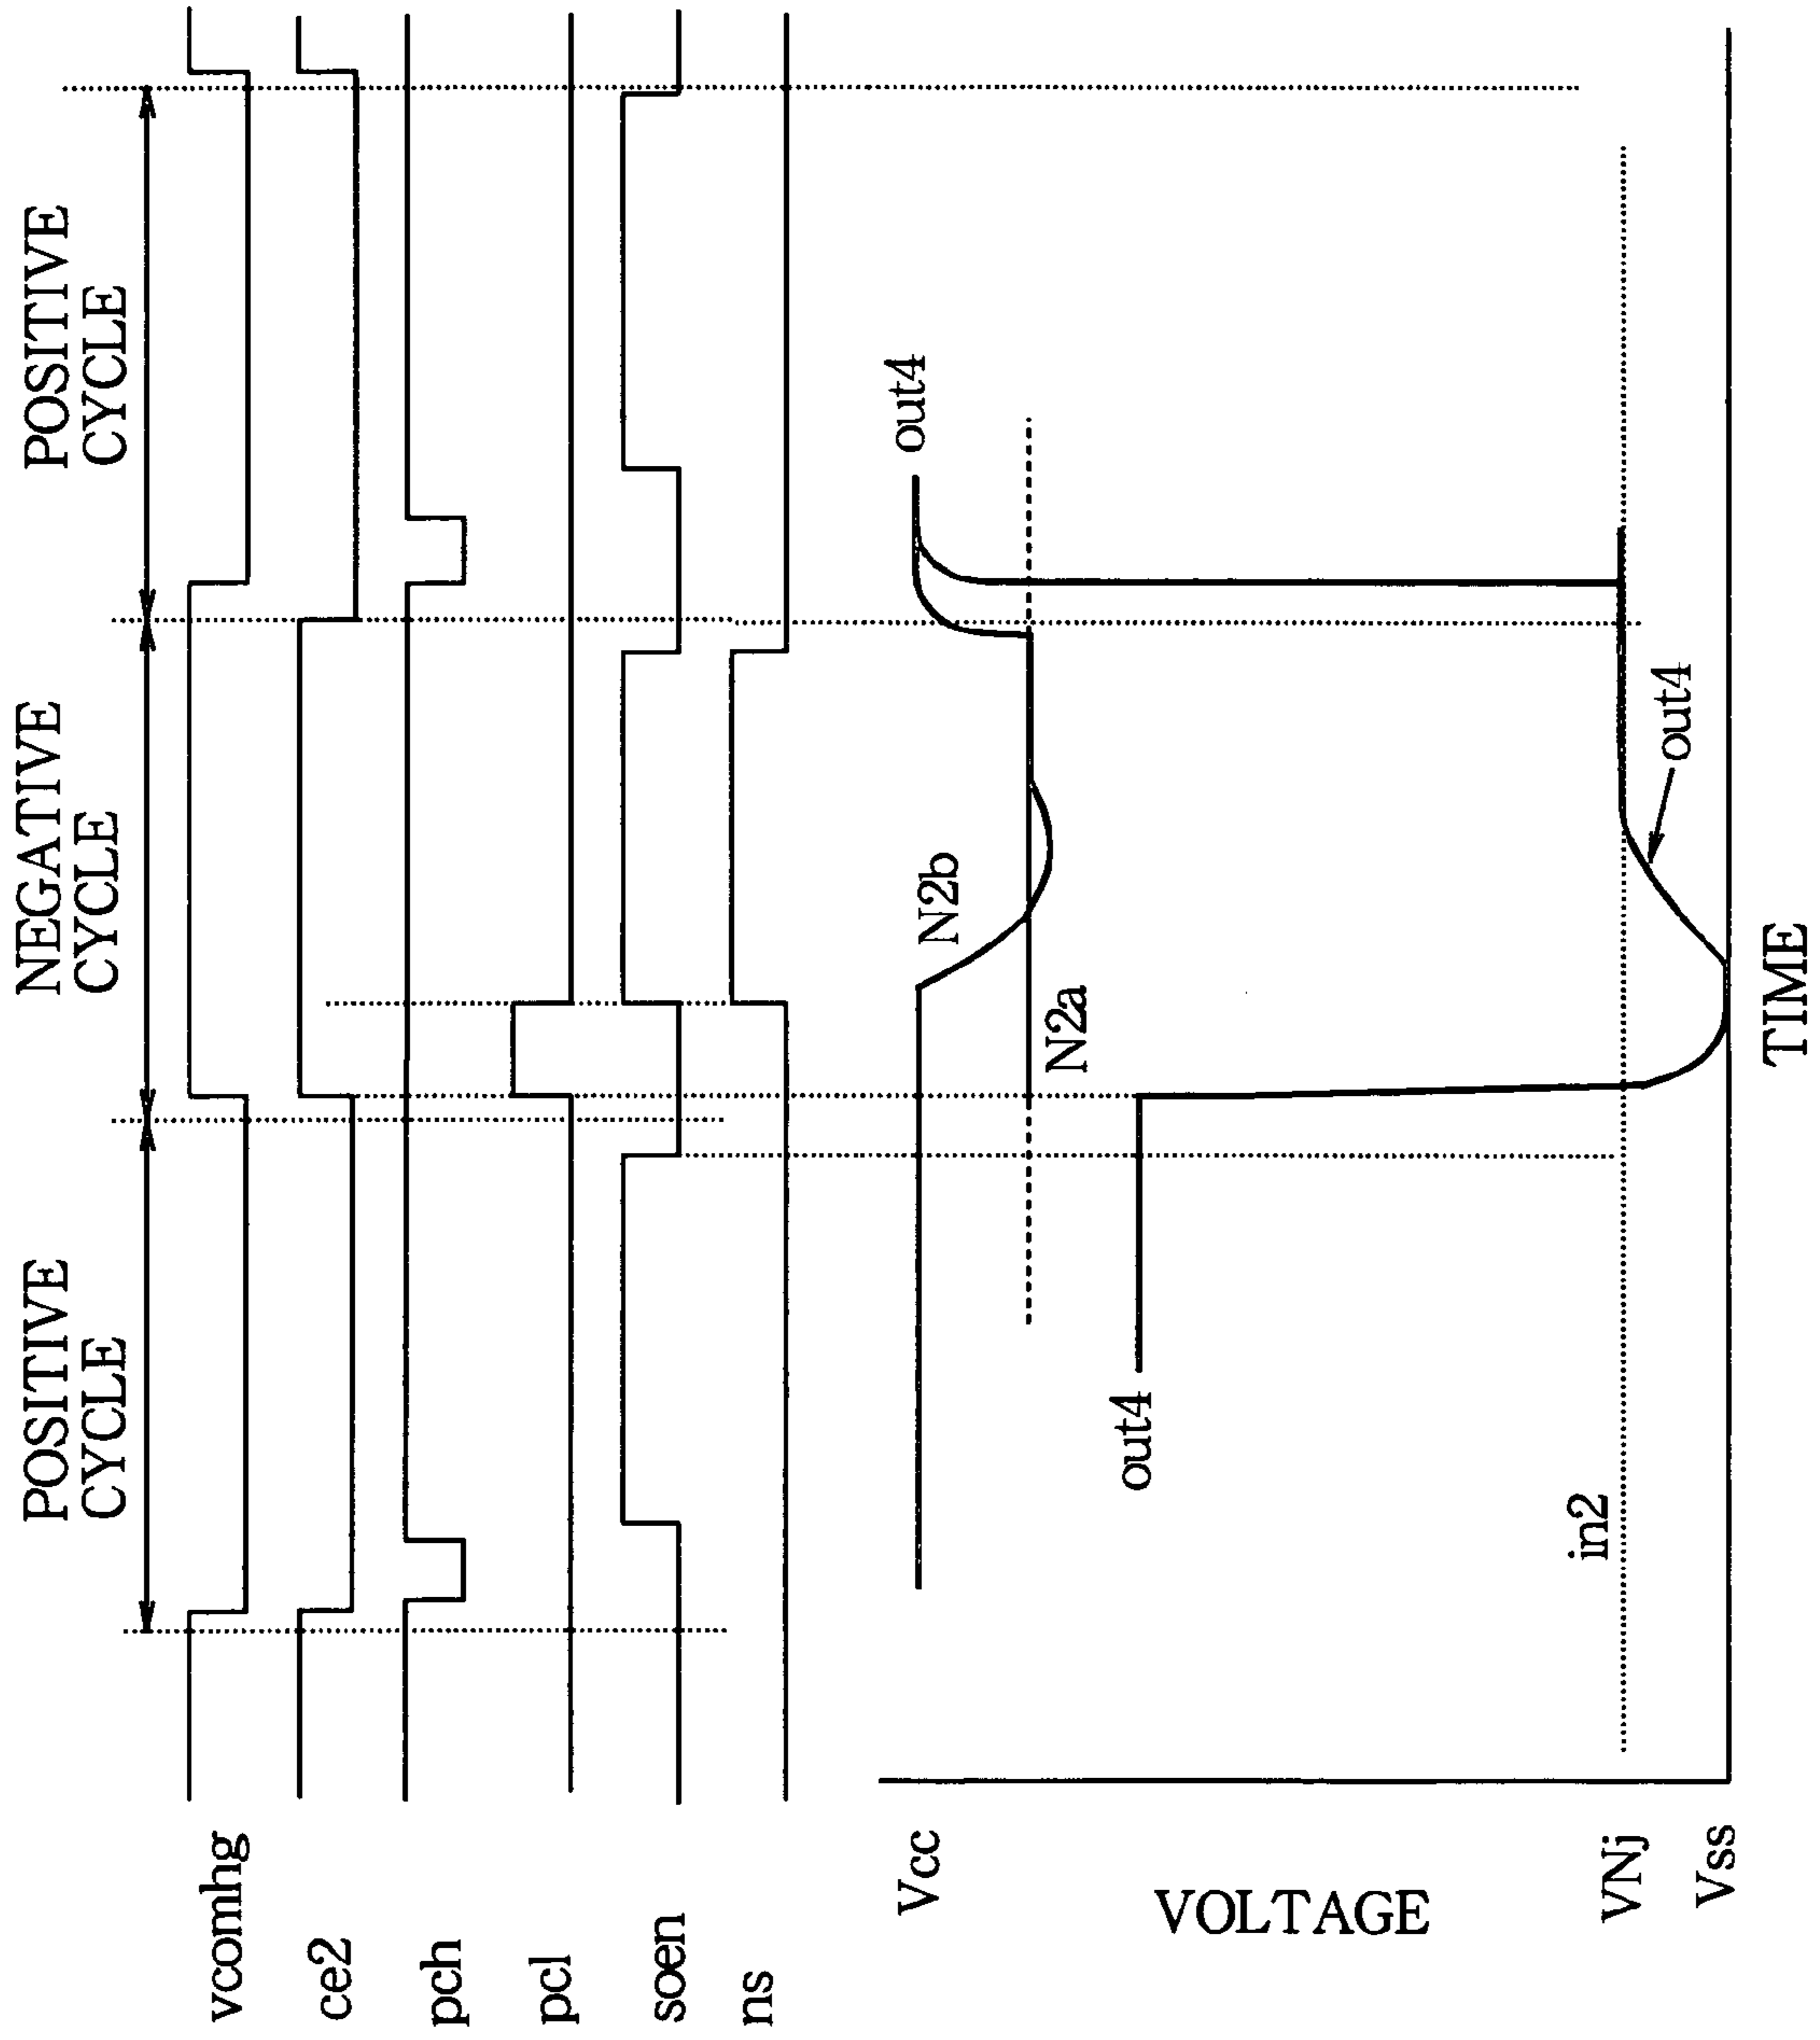 POSITIVE
CYCLE
NEGATIVE
CYCLE
POSITIVE
CYCLE
vcomhg
ce2
pch
pcl
soen
ns
Vcc
N2b
out4
N2a
out4
VOLTAGE
in2
VNj
out4
Vss
TIME